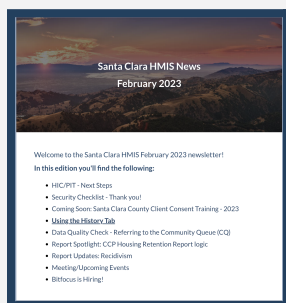 Santa Clara HMIS News
February 2023
Welcome to the Santa Clara HMIS February 2023 newsletter!
In this edition you'll find the following:
• HIC/PIT - Next Steps
• Security Checklist - Thank you!
• Coming Soon: Santa Clara County Client Consent Training - 2023
• Using the History Tab
• Data Quality Check - Referring to the Community Queue (CQ)
• Report Spotlight: CCP Housing Retention Report logic
• Report Updates: Recidivism
• Meeting/Upcoming Events
• Bitfocus is Hiring!